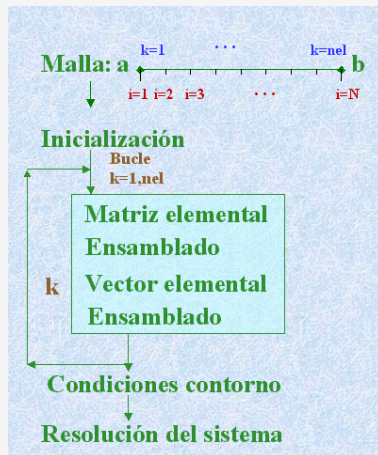 k=1 . . . k=nel
Malla: a b
i=1 i=2 i=3 . . . i=N
Inicialización
Bucle
k=1,nel
Matriz elemental
Ensamblado
k
Vector elemental
Ensamblado
Condiciones contorno
Resolución del sistema